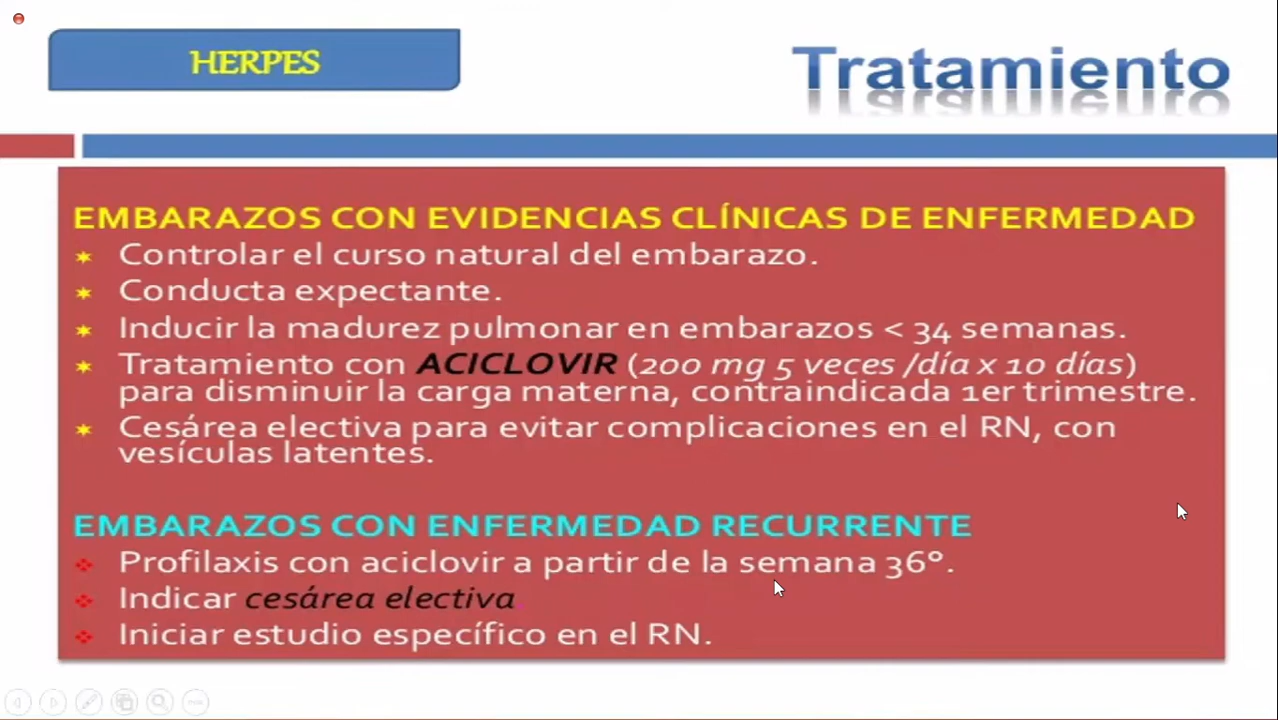 HERPES
Tratamiento
EMBARAZOS CON EVIDENCIAS CLÍNICAS DE ENFERMEDAD
Controlar el curso natural del embarazo.
Conducta expectante.
Inducir la madurez pulmonar en embarazos < 34 semanas.
Tratamiento con ACICLOVIR (200 mg 5 veces /día x 10 días)
para disminuir la carga materna, contraindicada 1er trimestre.
Cesárea electiva para evitar complicaciones en el RN, con
vesículas latentes.
EMBARAZOS CON ENFERMEDAD RECURRENTE
Profilaxis con aciclovir a partir de la semana 36°.
Indicar cesárea electiva
Iniciar estudio específico en el RN.